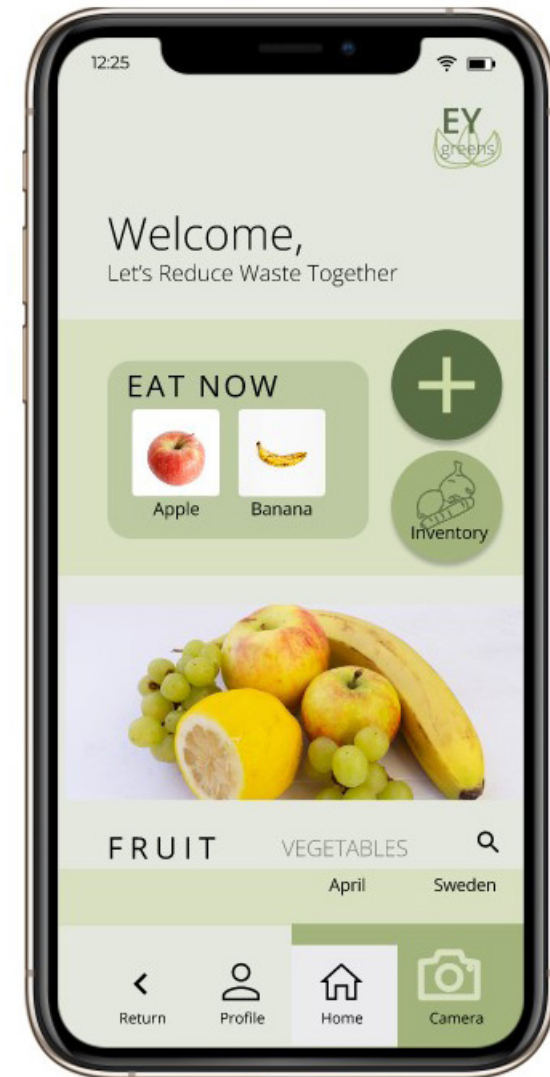 12:25
EY
greens
Welcome,
Let's Reduce Waste Together
EAT NOW
Apple Banana
Inventory
FRUIT VEGETABLES
April Sweden
Return Profile Home Camera